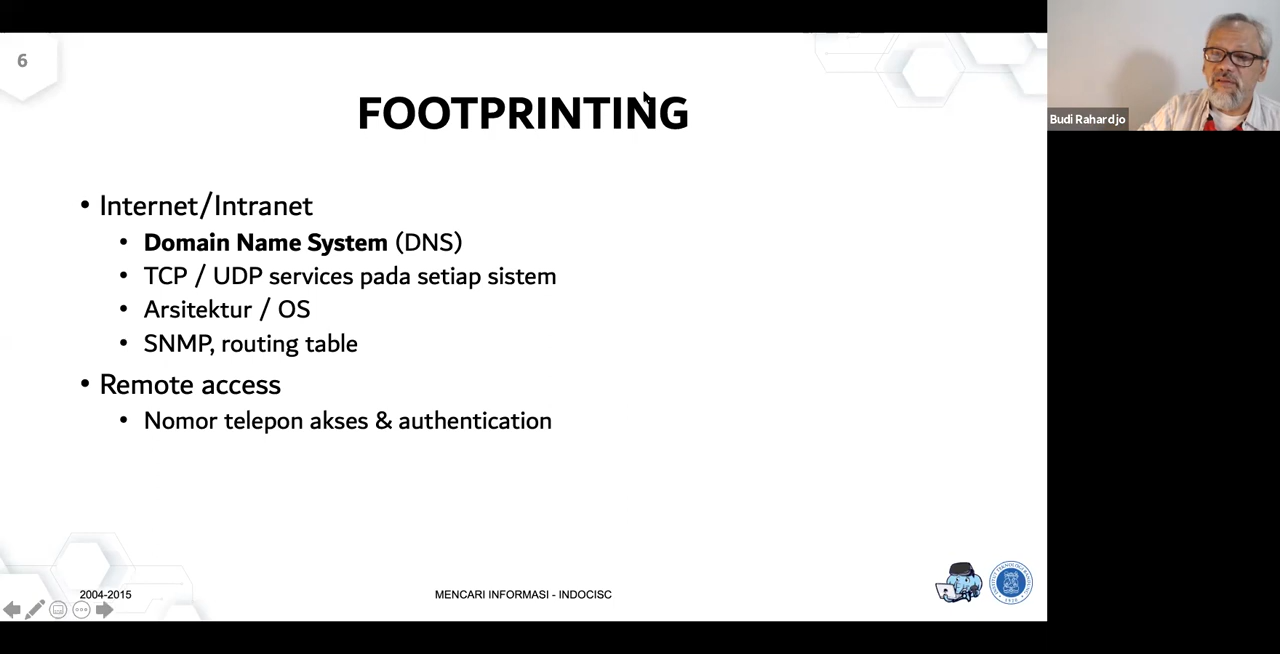 6
FOOTPRINTING
Budi Rahardjo
• Internet/Intranet
• Domain Name System (DNS)
• TCP / UDP services pada setiap sistem
• Arsitektur / OS
• SNMP, routing table
• Remote access
• Nomor telepon akses & authentication
2004-2015
MENCARI INFORMASI - INDOCISC